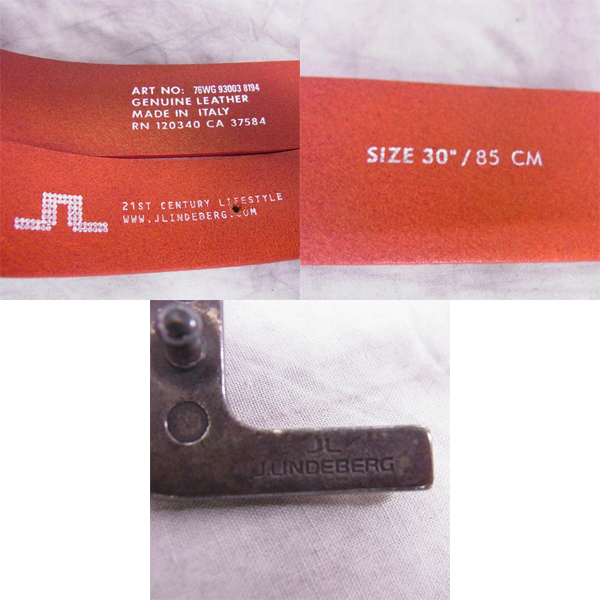 ART NO: 76WG 93003 8194
GENUINE LEATHER
MADE IN ITALY
RN 120340 CA 37584
21ST CENTURY LIFESTYLE
WWW.JLINDEBERG.COM
SIZE 30"/85 CM
JL
J.LINDEBERG